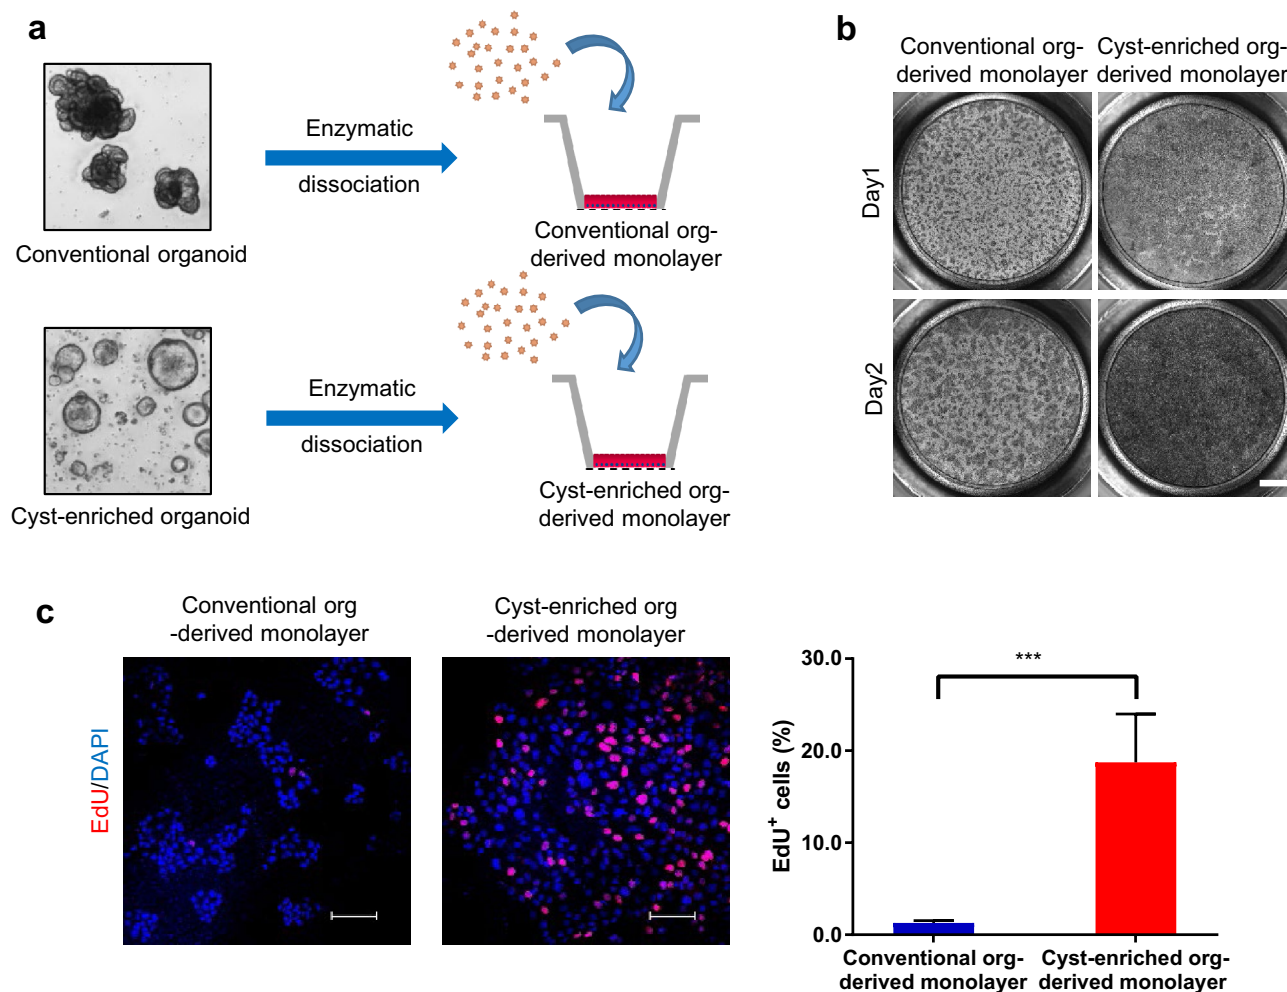 a
Enzymatic
dissociation
Conventional organoid
Conventional org-
derived monolayer
Enzymatic
dissociation
Cyst-enriched organoid
Cyst-enriched org-
derived monolayer
b
Conventional org-
derived monolayer
Cyst-enriched org-
derived monolayer
Day1
Day2
c
Conventional org
-derived monolayer
Cyst-enriched org
-derived monolayer
EdU/DAPI
EdU⁺ cells (%)
30.0
20.0
10.0
0.0
***
Conventional org-
derived monolayer
Cyst-enriched org-
derived monolayer